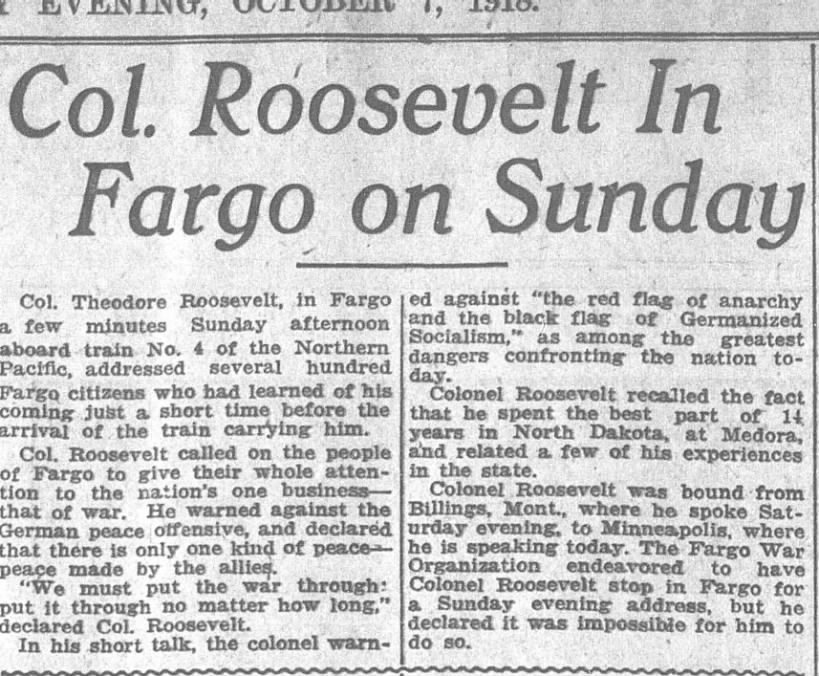 EVENING, OCTOBER 7, 1918.
Col. Roosevelt In
Fargo on Sunday
Col. Theodore Roosevelt, in Fargo
a few minutes Sunday afternoon
aboard train No. 4 of the Northern
Pacific, addressed several hundred
Fargo citizens who had learned of his
coming just a short time before the
arrival of the train carrying him.
Col. Roosevelt called on the people
of Fargo to give their whole atten-
tion to the nation's one business—
that of war. He warned against the
German peace offensive, and declared
that there is only one kind of peace—
peace made by the allies.
"We must put the war through:
put it through no matter how long,"
declared Col. Roosevelt.
In his short talk, the colonel warn-
ed against "the red flag of anarchy
and the black flag of Germanized
Socialism," as among the greatest
dangers confronting the nation to-
day.
Colonel Roosevelt recalled the fact
that he spent the best part of 14
years in North Dakota, at Medora,
and related a few of his experiences
in the state.
Colonel Roosevelt was bound from
Billings, Mont., where he spoke Sat-
urday evening, to Minneapolis, where
he is speaking today. The Fargo War
Organization endeavored to have
Colonel Roosevelt stop in Fargo for
a Sunday evening address, but he
declared it was impossible for him to
do so.